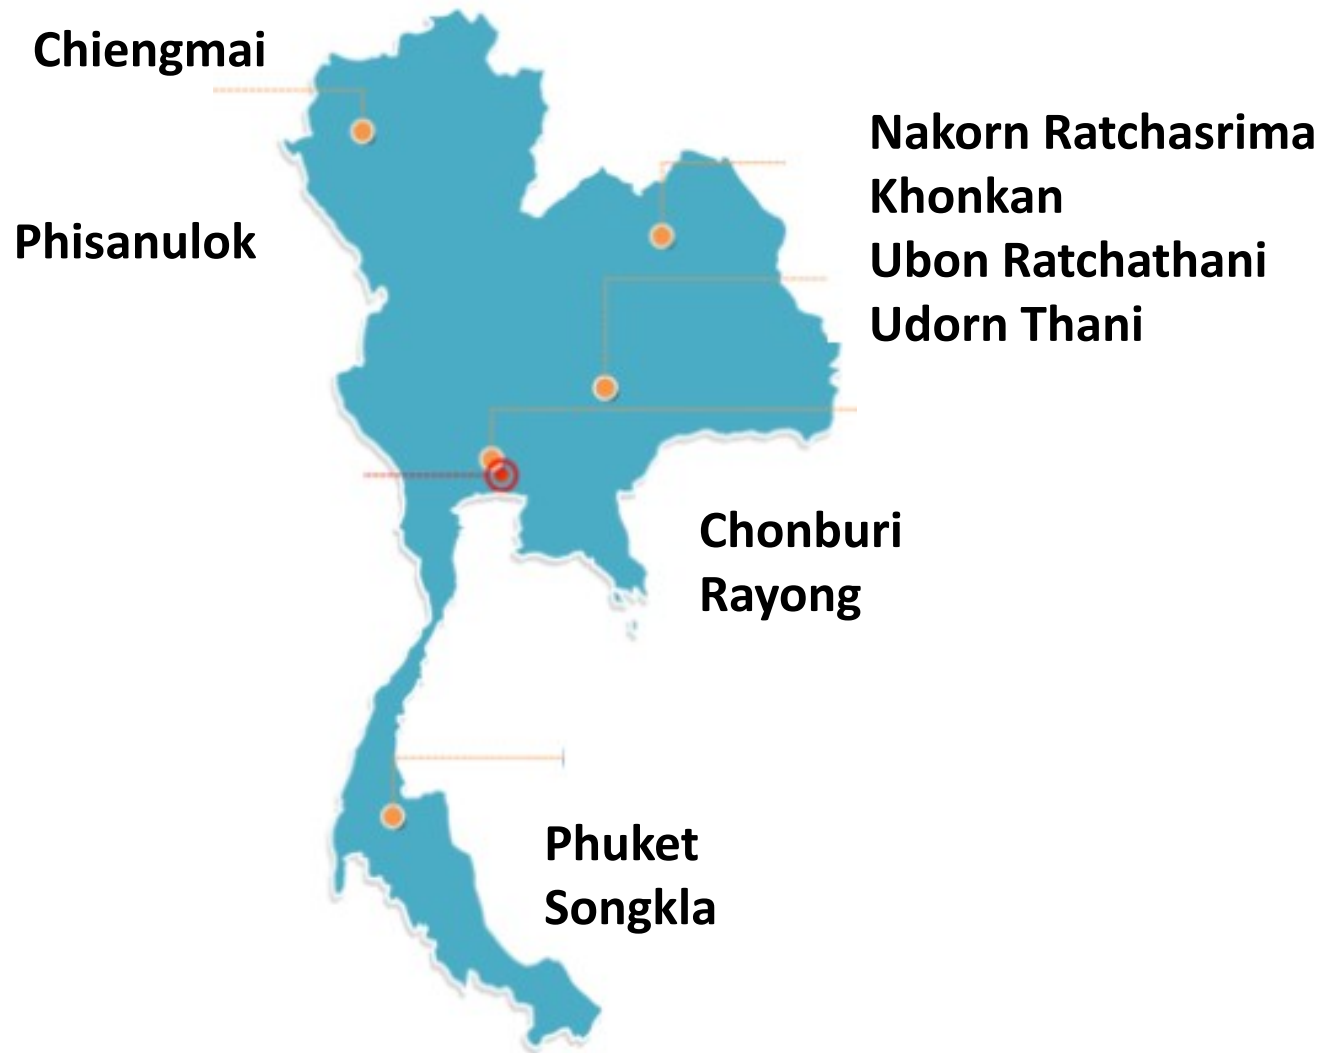 Chiengmai
Phisanulok
Nakorn Ratchasrima
Khonkan
Ubon Ratchathani
Udorn Thani
Chonburi
Rayong
Phuket
Songkla